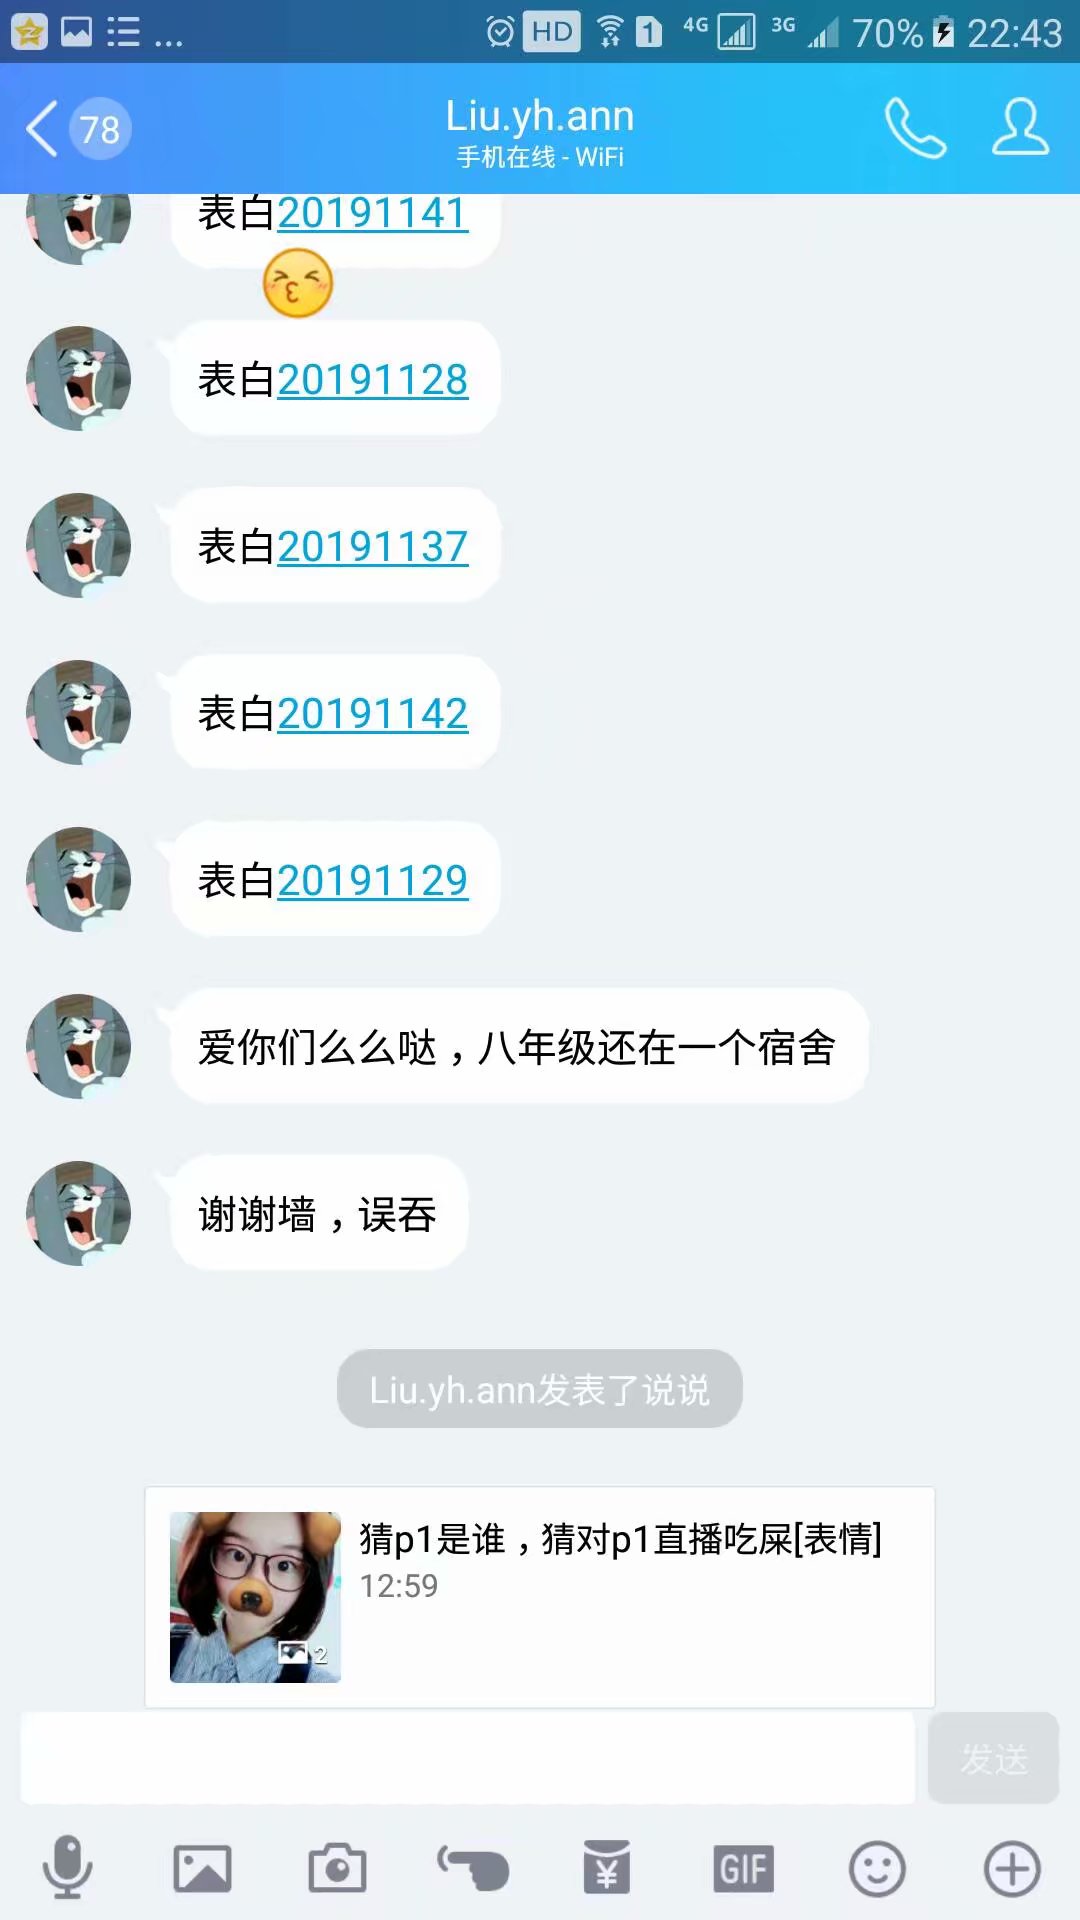 ... HD 1 4G 3G 70% 22:43
78
Liu.yh.ann
手机在线 - WiFi
表白20191141
表白20191128
表白20191137
表白20191142
表白20191129
爱你们么么哒，八年级还在一个宿舍
谢谢墙，误吞
Liu.yh.ann发表了说说
猜p1是谁，猜对p1直播吃屎[表情]
12:59
2
发送
¥ GIF